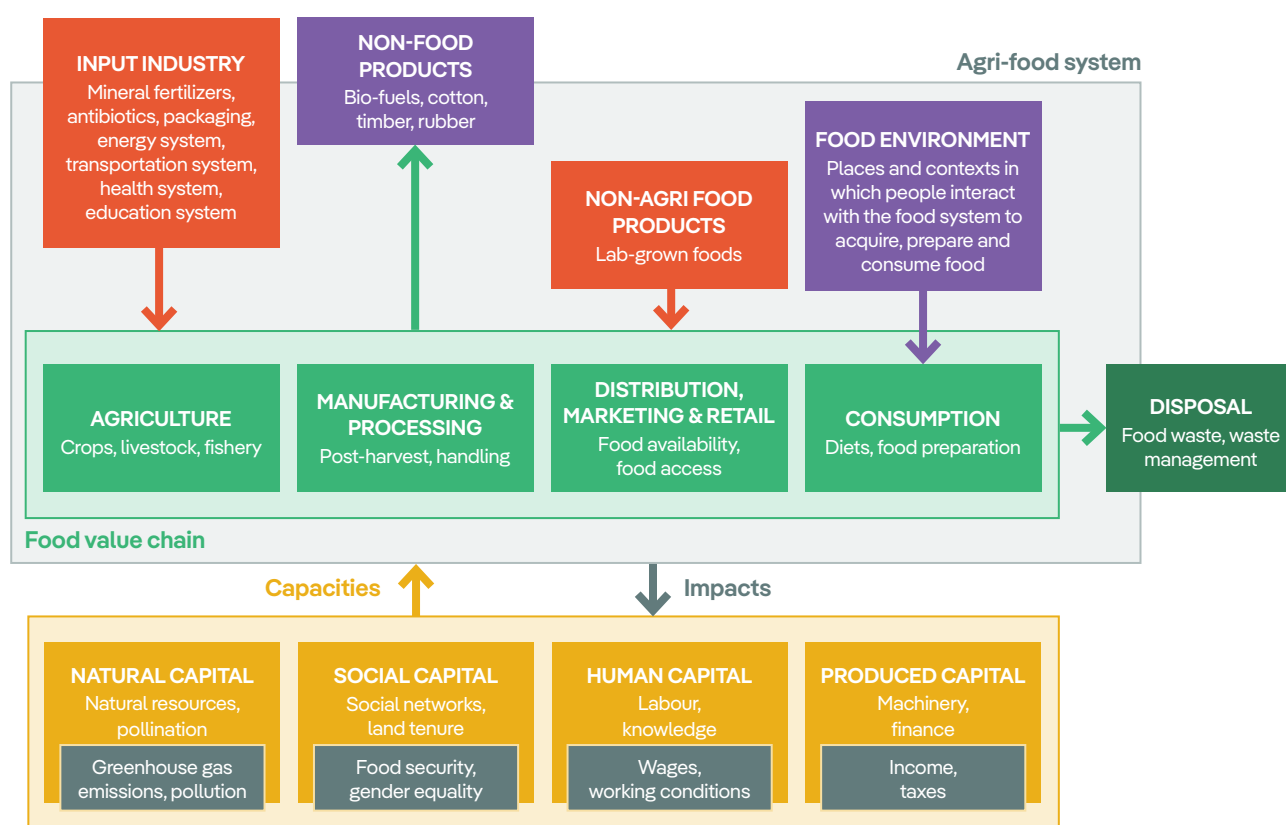 INPUT INDUSTRY
Mineral fertilizers,
antibiotics, packaging,
energy system,
transportation system,
health system,
education system
NON-FOOD
PRODUCTS
Bio-fuels, cotton,
timber, rubber
Agri-food system
NON-AGRI FOOD
PRODUCTS
Lab-grown foods
FOOD ENVIRONMENT
Places and contexts in
which people interact
with the food system to
acquire, prepare and
consume food
AGRICULTURE
Crops, livestock, fishery
MANUFACTURING &
PROCESSING
Post-harvest, handling
DISTRIBUTION,
MARKETING & RETAIL
Food availability,
food access
CONSUMPTION
Diets, food preparation
DISPOSAL
Food waste, waste
management
Food value chain
Capacities
Impacts
NATURAL CAPITAL
Natural resources,
pollination
Greenhouse gas
emissions, pollution
SOCIAL CAPITAL
Social networks,
land tenure
Food security,
gender equality
HUMAN CAPITAL
Labour,
knowledge
Wages,
working conditions
PRODUCED CAPITAL
Machinery,
finance
Income,
taxes